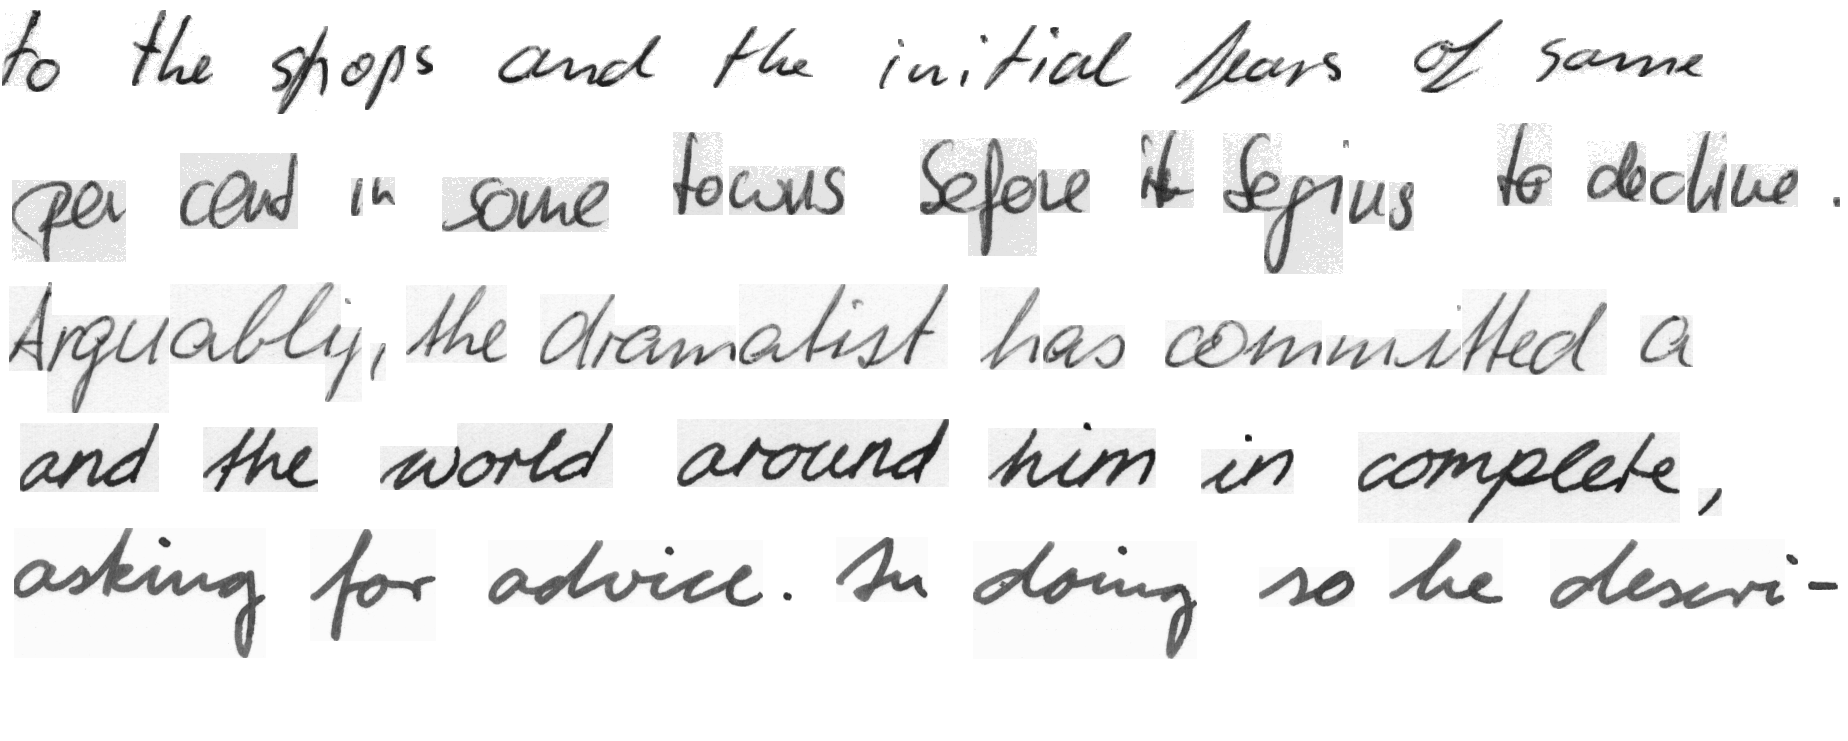 to the shops and the initial fears of some
per cent in some towns before it begins to decline.
Arguably, the dramatist has committed a
and the world around him in complete,
asking for advice. In doing so he descri-